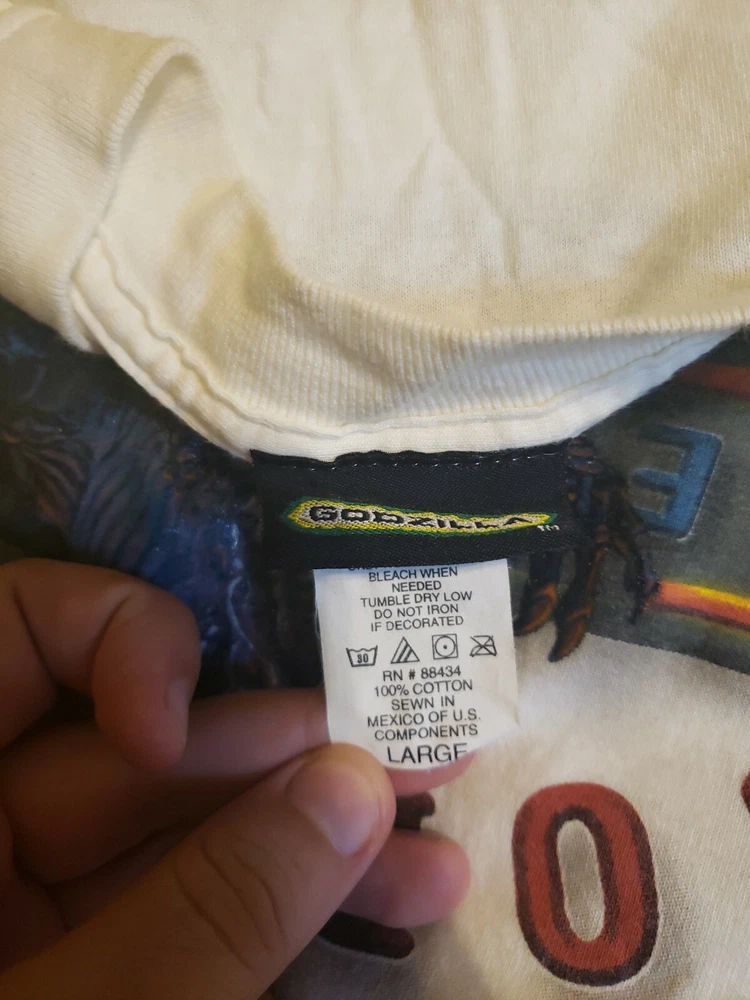 E
GODZILLA TM
BLEACH WHEN
NEEDED
TUMBLE DRY LOW
DO NOT IRON
IF DECORATED
30
RN # 88434
100% COTTON
SEWN IN
MEXICO OF U.S.
COMPONENTS
LARGE
O